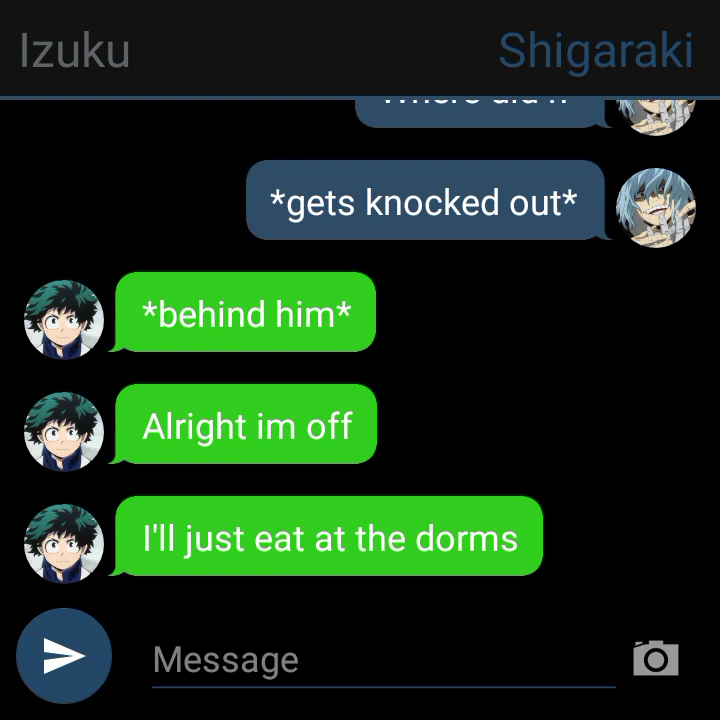 Izuku
Shigaraki
*gets knocked out*
*behind him*
Alright im off
I'll just eat at the dorms
Message